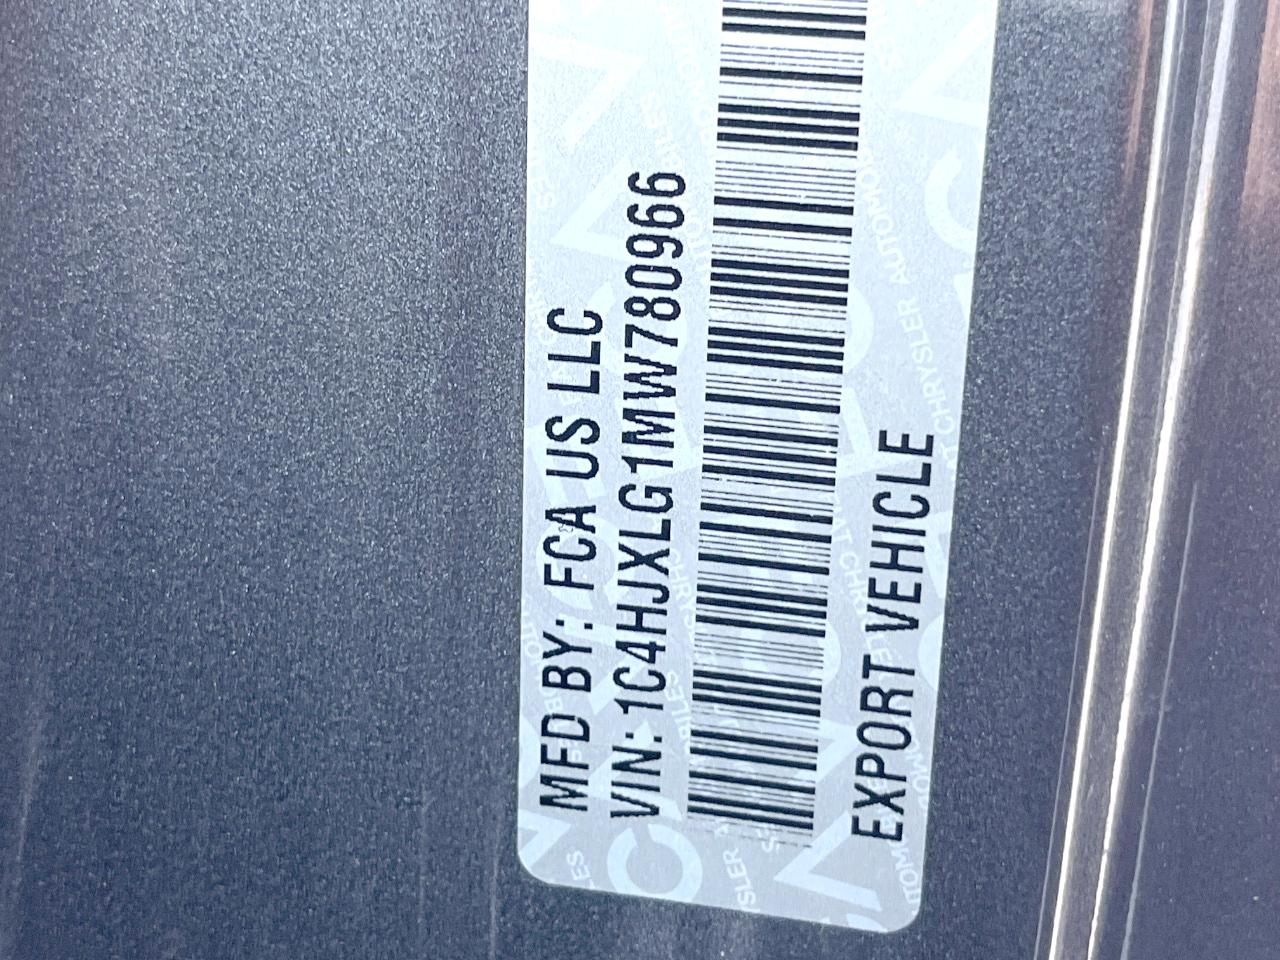 MFD BY: FCA US LLC
VIN: 1C4HJXLG1MW780966
EXPORT VEHICLE